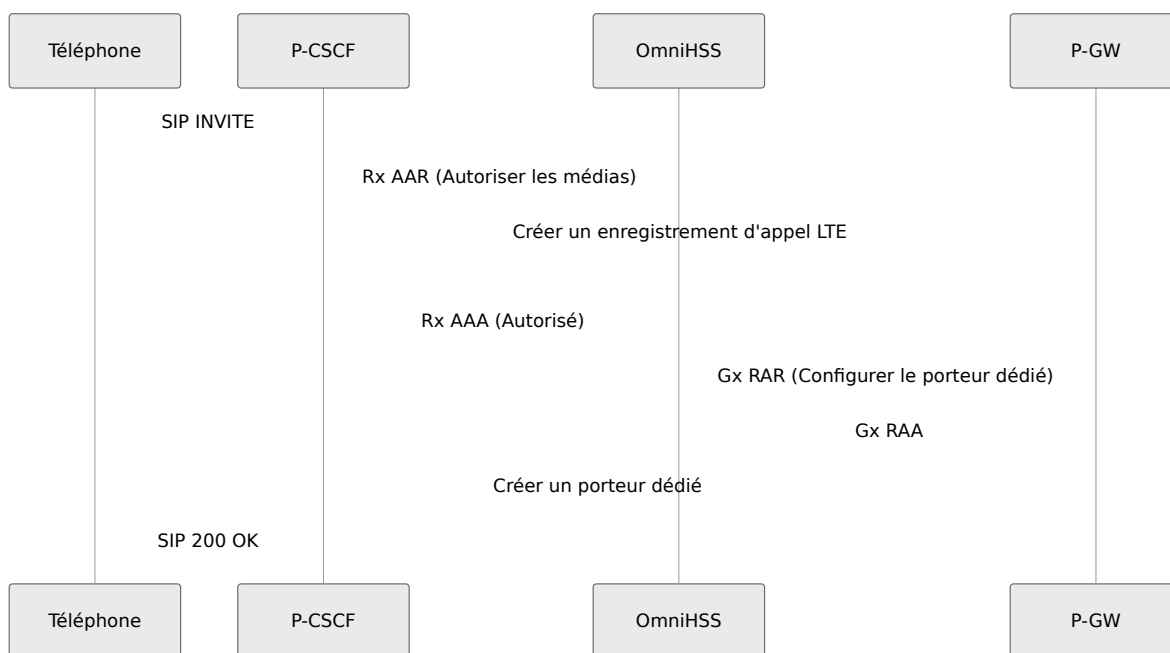 Téléphone
P-CSCF
OmniHSS
P-GW
SIP INVITE
Rx AAR (Autoriser les médias)
Créer un enregistrement d'appel LTE
Rx AAA (Autorisé)
Gx RAR (Configurer le porteur dédié)
Gx RAA
Créer un porteur dédié
SIP 200 OK
Téléphone
P-CSCF
OmniHSS
P-GW